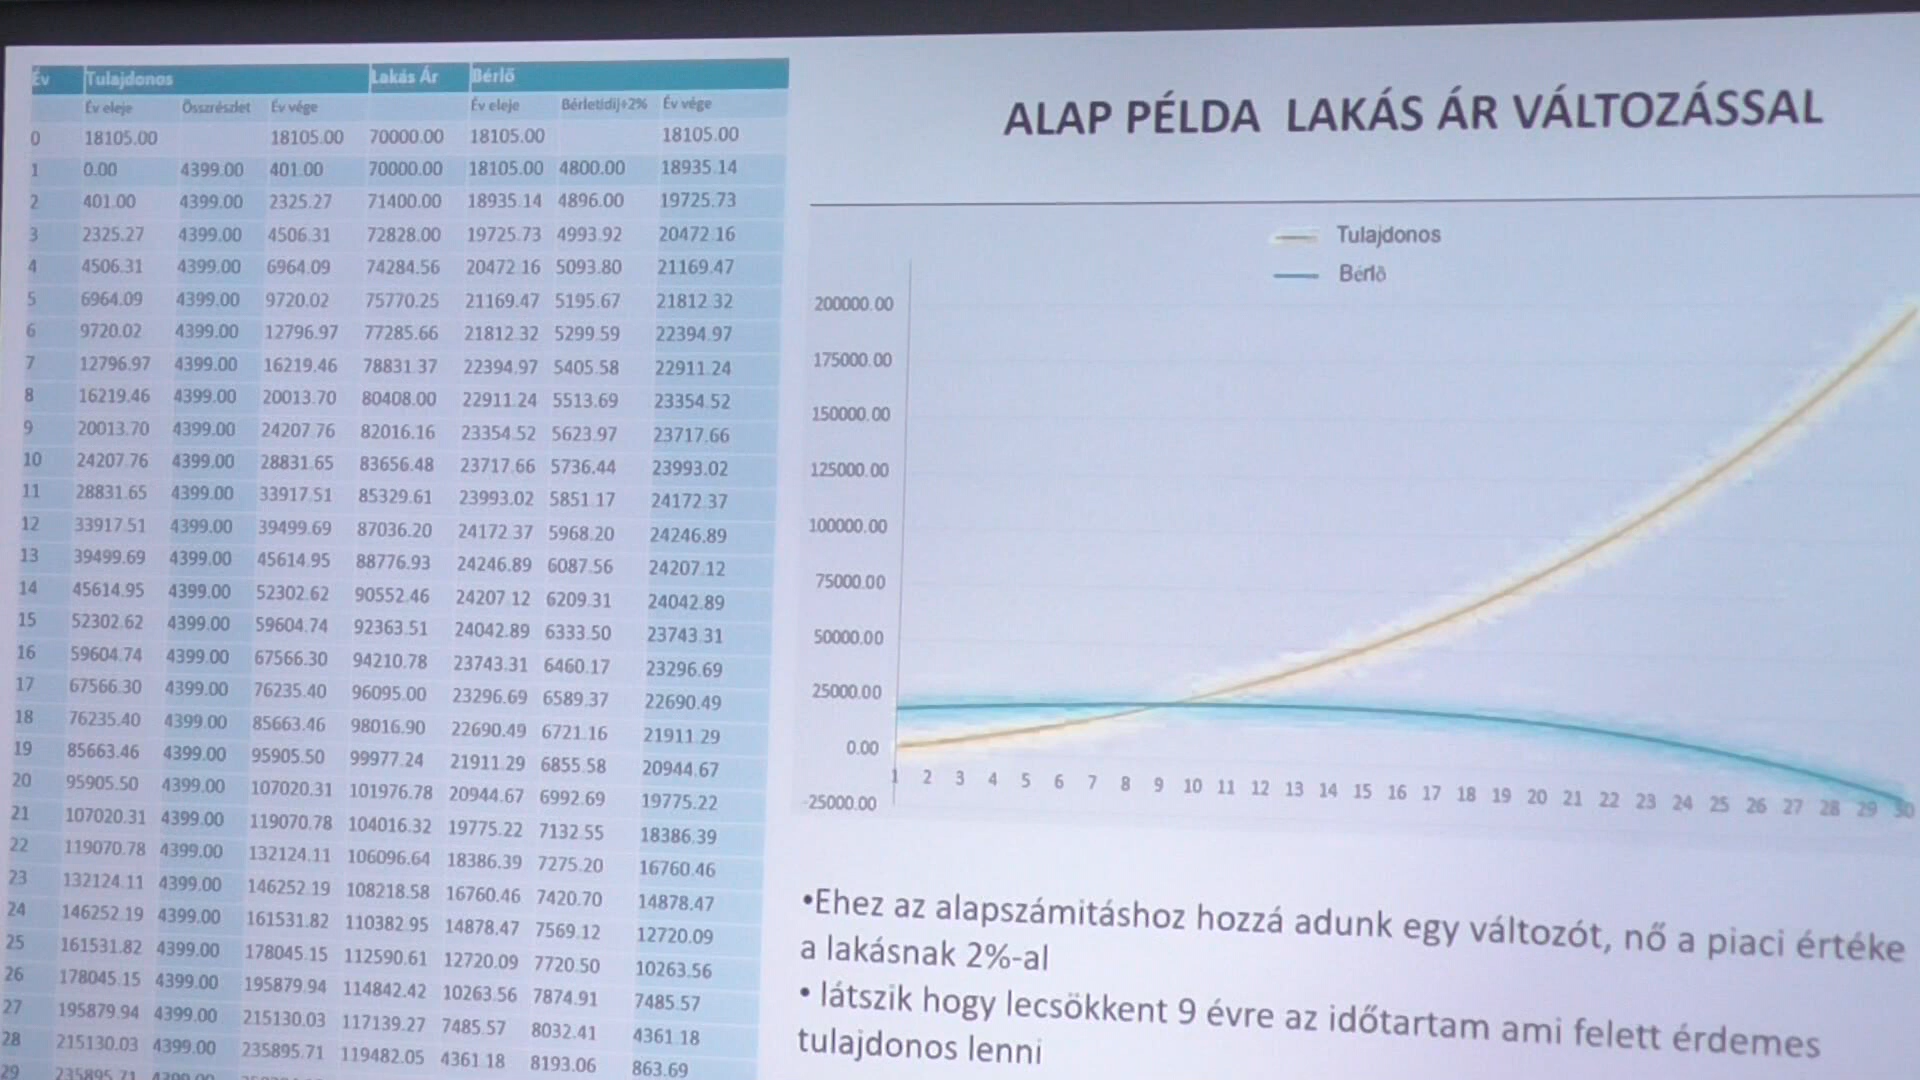 Év Tulajdonos Lakás Ár Bérlő
Év eleje Összrészlet Év vége Év eleje Bérletidíj+2% Év vége
0 18105.00 18105.00 70000.00 18105.00 18105.00
1 0.00 4399.00 401.00 70000.00 18105.00 4800.00 18935.14
2 401.00 4399.00 2325.27 71400.00 18935.14 4896.00 19725.73
3 2325.27 4399.00 4506.31 72828.00 19725.73 4993.92 20472.16
4 4506.31 4399.00 6964.09 74284.56 20472.16 5093.80 21169.47
5 6964.09 4399.00 9720.02 75770.25 21169.47 5195.67 21812.32
6 9720.02 4399.00 12796.97 77285.66 21812.32 5299.59 22394.97
7 12796.97 4399.00 16219.46 78831.37 22394.97 5405.58 22911.24
8 16219.46 4399.00 20013.70 80408.00 22911.24 5513.69 23354.52
9 20013.70 4399.00 24207.76 82016.16 23354.52 5623.97 23717.66
10 24207.76 4399.00 28831.65 83656.48 23717.66 5736.44 23993.02
11 28831.65 4399.00 33917.51 85329.61 23993.02 5851.17 24172.37
12 33917.51 4399.00 39499.69 87036.20 24172.37 5968.20 24246.89
13 39499.69 4399.00 45614.95 88776.93 24246.89 6087.56 24207.12
14 45614.95 4399.00 52302.62 90552.46 24207.12 6209.31 24042.89
15 52302.62 4399.00 59604.74 92363.51 24042.89 6333.50 23743.31
16 59604.74 4399.00 67566.30 94210.78 23743.31 6460.17 23296.69
17 67566.30 4399.00 76235.40 96095.00 23296.69 6589.37 22690.49
18 76235.40 4399.00 85663.46 98016.90 22690.49 6721.16 21911.29
19 85663.46 4399.00 95905.50 99977.24 21911.29 6855.58 20944.67
20 95905.50 4399.00 107020.31 101976.78 20944.67 6992.69 19775.22
21 107020.31 4399.00 119070.78 104016.32 19775.22 7132.55 18386.39
22 119070.78 4399.00 132124.11 106096.64 18386.39 7275.20 16760.46
23 132124.11 4399.00 146252.19 108218.58 16760.46 7420.70 14878.47
24 146252.19 4399.00 161531.82 110382.95 14878.47 7569.12 12720.09
25 161531.82 4399.00 178045.15 112590.61 12720.09 7720.50 10263.56
26 178045.15 4399.00 195879.94 114842.42 10263.56 7874.91 7485.57
27 195879.94 4399.00 215130.03 117139.27 7485.57 8032.41 4361.18
28 215130.03 4399.00 235895.71 119482.05 4361.18 8193.06 863.69
29 235895.71 4399.00
ALAP PÉLDA LAKÁS ÁR VÁLTOZÁSSAL
Tulajdonos
Bérlő
200000.00
175000.00
150000.00
125000.00
100000.00
75000.00
50000.00
25000.00
0.00
-25000.00
1 2 3 4 5 6 7 8 9 10 11 12 13 14 15 16 17 18 19 20 21 22 23 24 25 26 27 28 29 30
•Ehez az alapszámitáshoz hozzá adunk egy változót, nő a piaci értéke
a lakásnak 2%-al
• látszik hogy lecsökkent 9 évre az időtartam ami felett érdemes
tulajdonos lenni